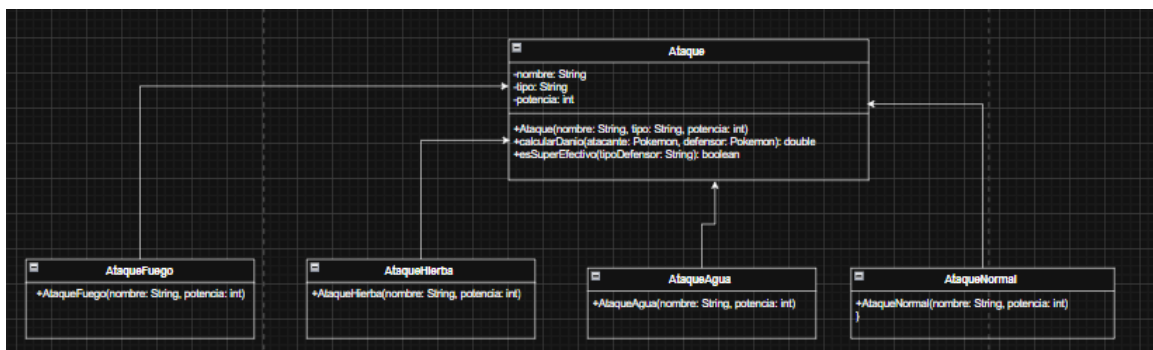 Ataque
-nombre: String
-tipo: String
-potencia: int
+Ataque(nombre: String, tipo: String, potencia: int)
+calcularDanio(atacante: Pokemon, defensor: Pokemon): double
+esSuperEfectivo(tipoDefensor: String): boolean
AtaqueFuego
+AtaqueFuego(nombre: String, potencia: int)
AtaqueHierba
+AtaqueHierba(nombre: String, potencia: int)
AtaqueAgua
+AtaqueAgua(nombre: String, potencia: int)
AtaqueNormal
+AtaqueNormal(nombre: String, potencia: int)
}